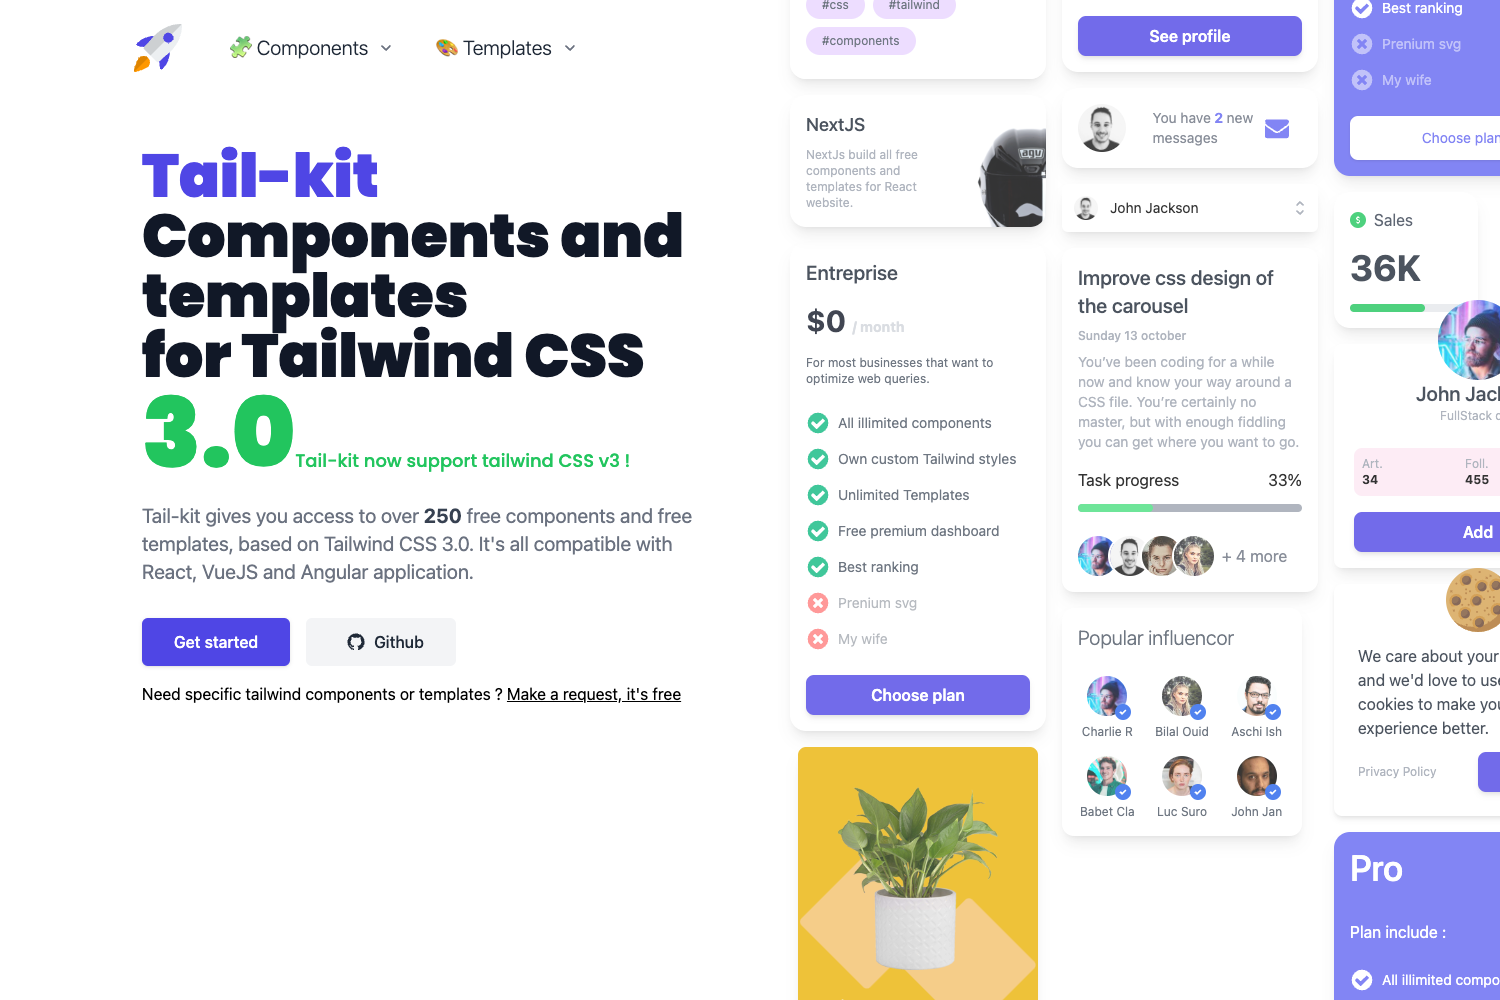 Components
Templates
Tail-kit
Components and
templates
for Tailwind CSS
3.0
Tail-kit now support tailwind CSS v3 !
Tail-kit gives you access to over 250 free components and free
templates, based on Tailwind CSS 3.0. It's all compatible with
React, VueJS and Angular application.
Get started
Github
Need specific tailwind components or templates ? Make a request, it's free
#css
#tailwind
#components
NextJS
NextJs build all free
components and
templates for React
website.
agu
Entreprise
$0 / month
For most businesses that want to
optimize web queries.
All illimited components
Own custom Tailwind styles
Unlimited Templates
Free premium dashboard
Best ranking
Prenium svg
My wife
Choose plan
See profile
You have 2 new
messages
John Jackson
Improve css design of
the carousel
Sunday 13 october
You've been coding for a while
now and know your way around a
CSS file. You're certainly no
master, but with enough fiddling
you can get where you want to go.
Task progress
33%
+ 4 more
Popular influencor
Charlie R
Bilal Ouid
Aschi Ish
Babet Cla
Luc Suro
John Jan
Best ranking
Prenium svg
My wife
Choose plan
$ Sales
36K
John Jack
FullStack d
Art.
34
Foll.
455
Add
We care about your
and we'd love to use
cookies to make you
experience better.
Privacy Policy
Pro
Plan include :
All illimited compo